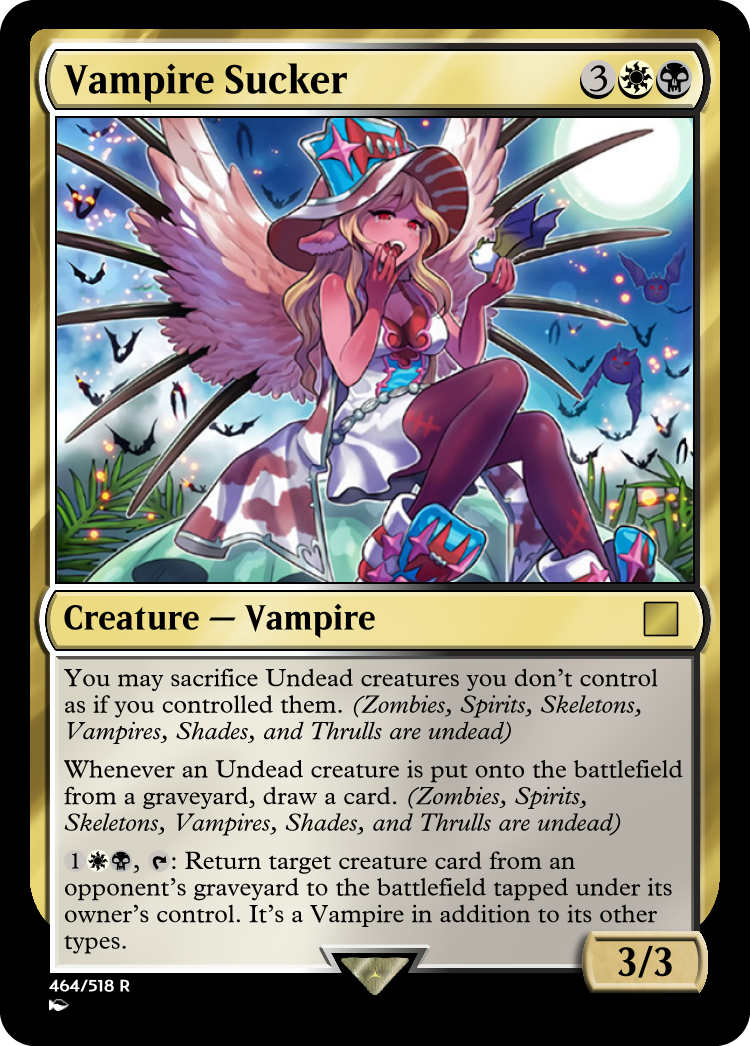 Vampire Sucker 3
Creature — Vampire
You may sacrifice Undead creatures you don't control
as if you controlled them. (Zombies, Spirits, Skeletons,
Vampires, Shades, and Thrulls are undead)
Whenever an Undead creature is put onto the battlefield
from a graveyard, draw a card. (Zombies, Spirits,
Skeletons, Vampires, Shades, and Thrulls are undead)
1 , : Return target creature card from an
opponent's graveyard to the battlefield tapped under its
owner's control. It's a Vampire in addition to its other
types.
3/3
464/518 R